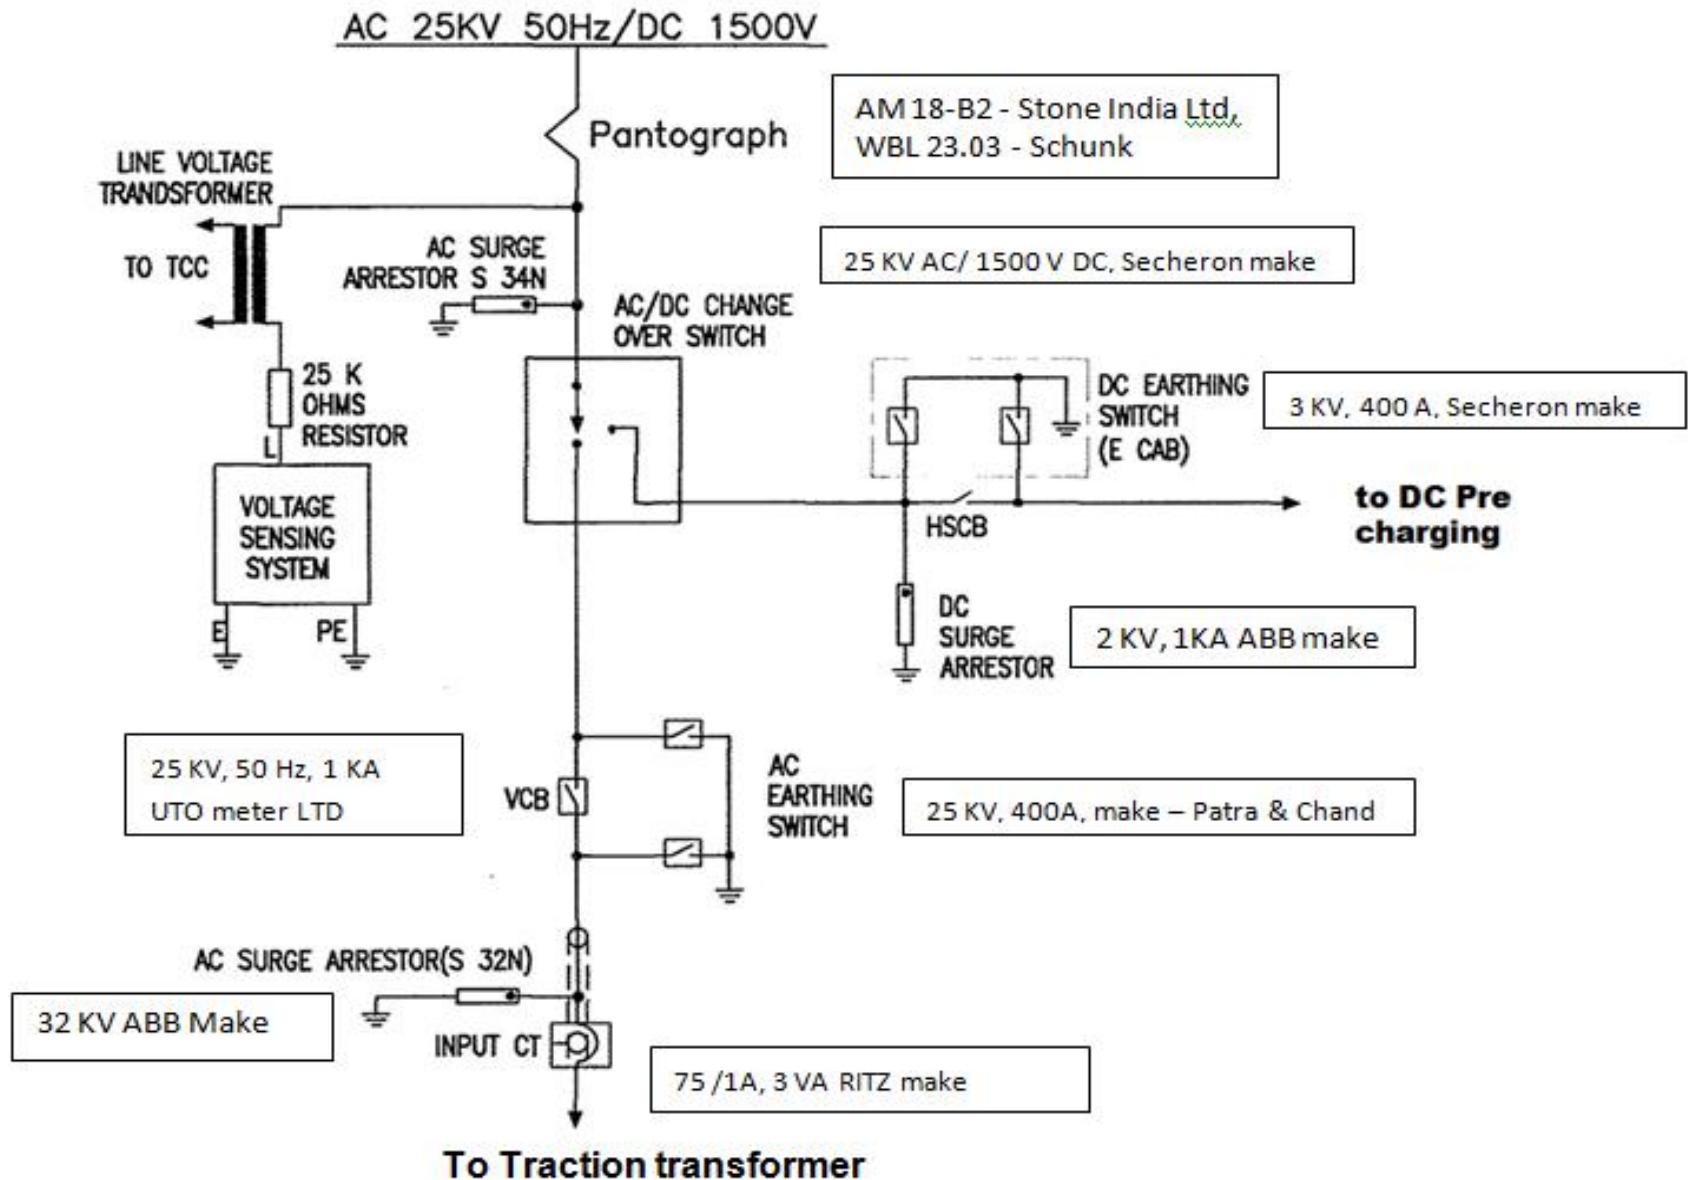 AC 25KV 50Hz/DC 1500V
Pantograph
AM 18-B2 - Stone India Ltd,
WBL 23.03 - Schunk
LINE VOLTAGE
TRANDSFORMER
TO TCC
AC SURGE
ARRESTOR S 34N
25 KV AC/ 1500 V DC, Secheron make
AC/DC CHANGE
OVER SWITCH
25 K
OHMS
RESISTOR
L
VOLTAGE
SENSING
SYSTEM
E
PE
DC EARTHING
SWITCH
(E CAB)
3 KV, 400 A, Secheron make
HSCB
to DC Pre
charging
DC
SURGE
ARRESTOR
2 KV, 1KA ABB make
25 KV, 50 Hz, 1 KA
UTO meter LTD
VCB
AC
EARTHING
SWITCH
25 KV, 400A, make – Patra & Chand
AC SURGE ARRESTOR(S 32N)
32 KV ABB Make
INPUT CT
75 /1A, 3 VA RITZ make
To Traction transformer